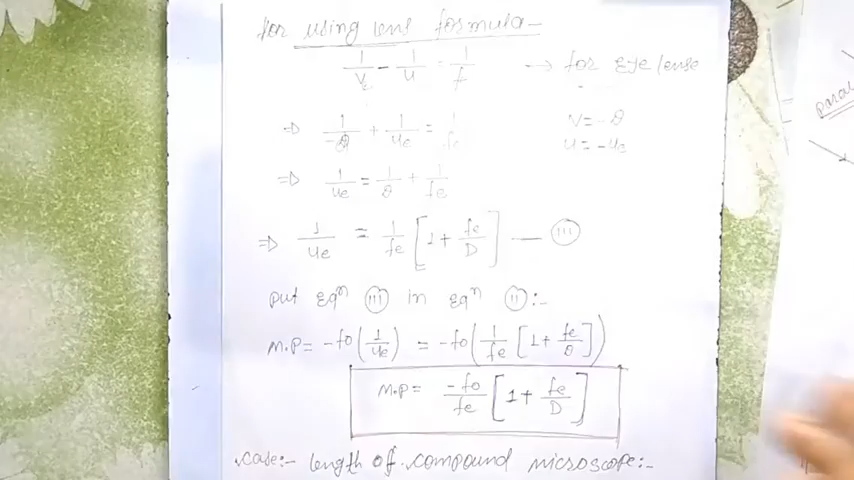 for using lens formula-
1/Ve - 1/u = 1/f → for Eye lense
⇒ 1/-D + 1/ue = 1/fe v = -D
u = -ue
⇒ 1/ue = 1/D + 1/fe
⇒ 1/ue = 1/fe [1 + fe/D] — (III)
put Eqⁿ (III) in Eqⁿ (II):-
M.P = -fo(1/ue) = -fo(1/fe [1 + fe/D])
M.P = -fo/fe [1 + fe/D]
Case:- length of compound microscope:-